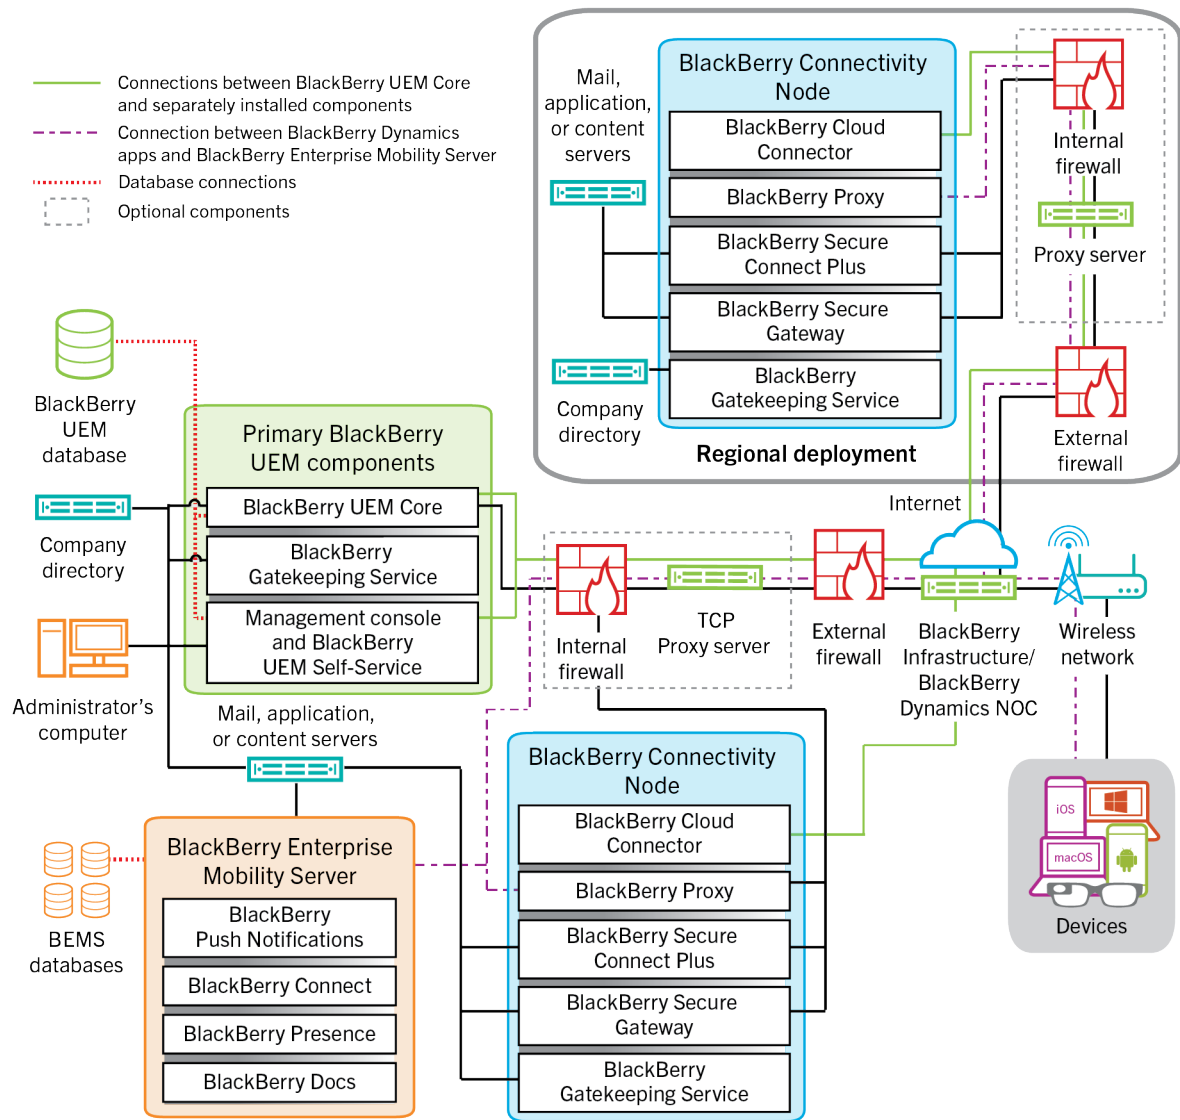 Connections between BlackBerry UEM Core
and separately installed components
Connection between BlackBerry Dynamics
apps and BlackBerry Enterprise Mobility Server
Database connections
Optional components
BlackBerry Connectivity
Node
Mail,
application,
or content
servers
BlackBerry Cloud
Connector
BlackBerry Proxy
BlackBerry Secure
Connect Plus
BlackBerry Secure
Gateway
BlackBerry
Gatekeeping Service
Company
directory
Regional deployment
Internal
firewall
Proxy server
External
firewall
BlackBerry
UEM
database
Primary BlackBerry
UEM components
BlackBerry UEM Core
BlackBerry
Gatekeeping Service
Management console
and BlackBerry
UEM Self-Service
Company
directory
Administrator's
computer
Internal
firewall
TCP
Proxy server
External
firewall
Internet
BlackBerry
Infrastructure/
BlackBerry
Dynamics NOC
Wireless
network
Mail, application,
or content servers
BlackBerry Enterprise
Mobility Server
BlackBerry
Push Notifications
BlackBerry Connect
BlackBerry Presence
BlackBerry Docs
BEMS
databases
BlackBerry Connectivity
Node
BlackBerry Cloud
Connector
BlackBerry Proxy
BlackBerry Secure
Connect Plus
BlackBerry Secure
Gateway
BlackBerry
Gatekeeping Service
iOS
macOS
Devices